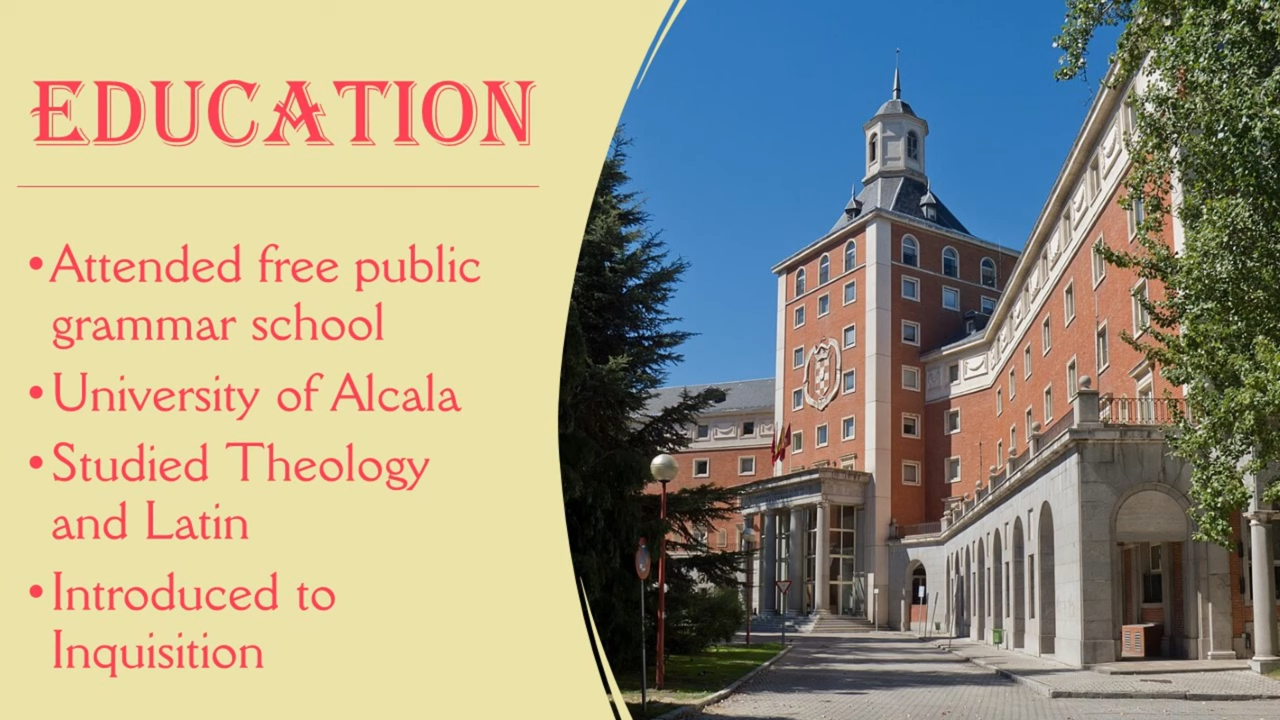 EDUCATION
•Attended free public
grammar school
•University of Alcala
•Studied Theology
and Latin
•Introduced to
Inquisition